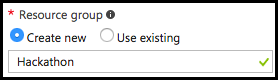 * Resource group
Create new Use existing
Hackathon